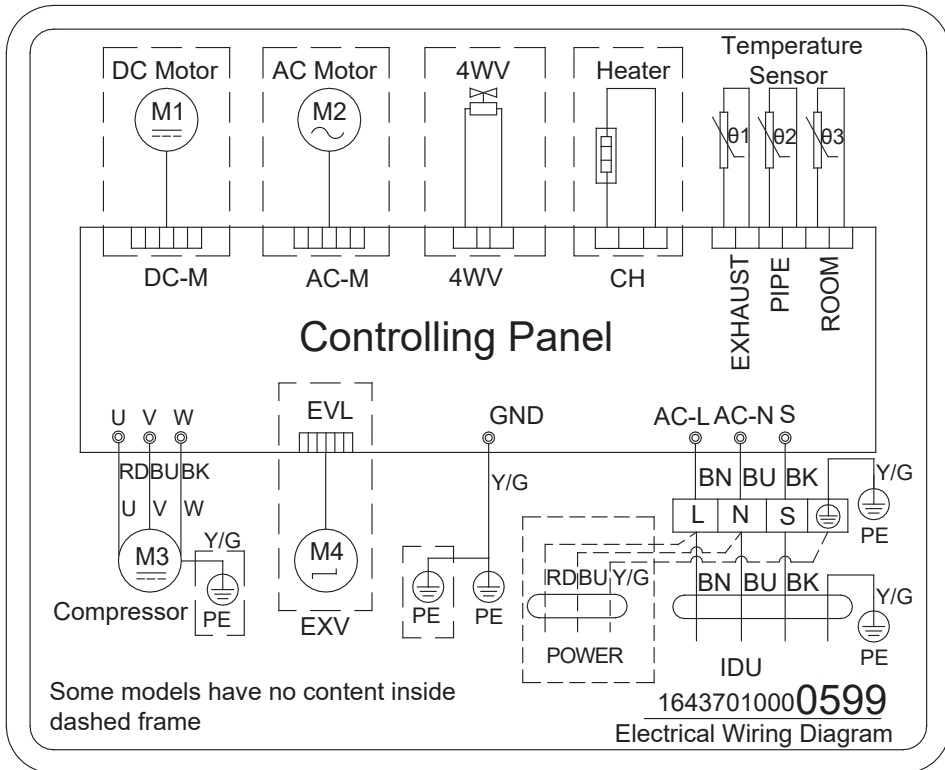 DC Motor AC Motor 4WV Heater Temperature
Sensor
M1 M2 θ1 θ2 θ3
DC-M AC-M 4WV CH EXHAUST PIPE ROOM
Controlling Panel
U V W EVL GND AC-L AC-N S
RD BU BK Y/G BN BU BK Y/G
U V W L N S
PE
M3 Y/G M4 RD BU Y/G BN BU BK Y/G
Compressor PE EXV PE PE POWER IDU PE
Some models have no content inside
dashed frame
16437010000599
Electrical Wiring Diagram